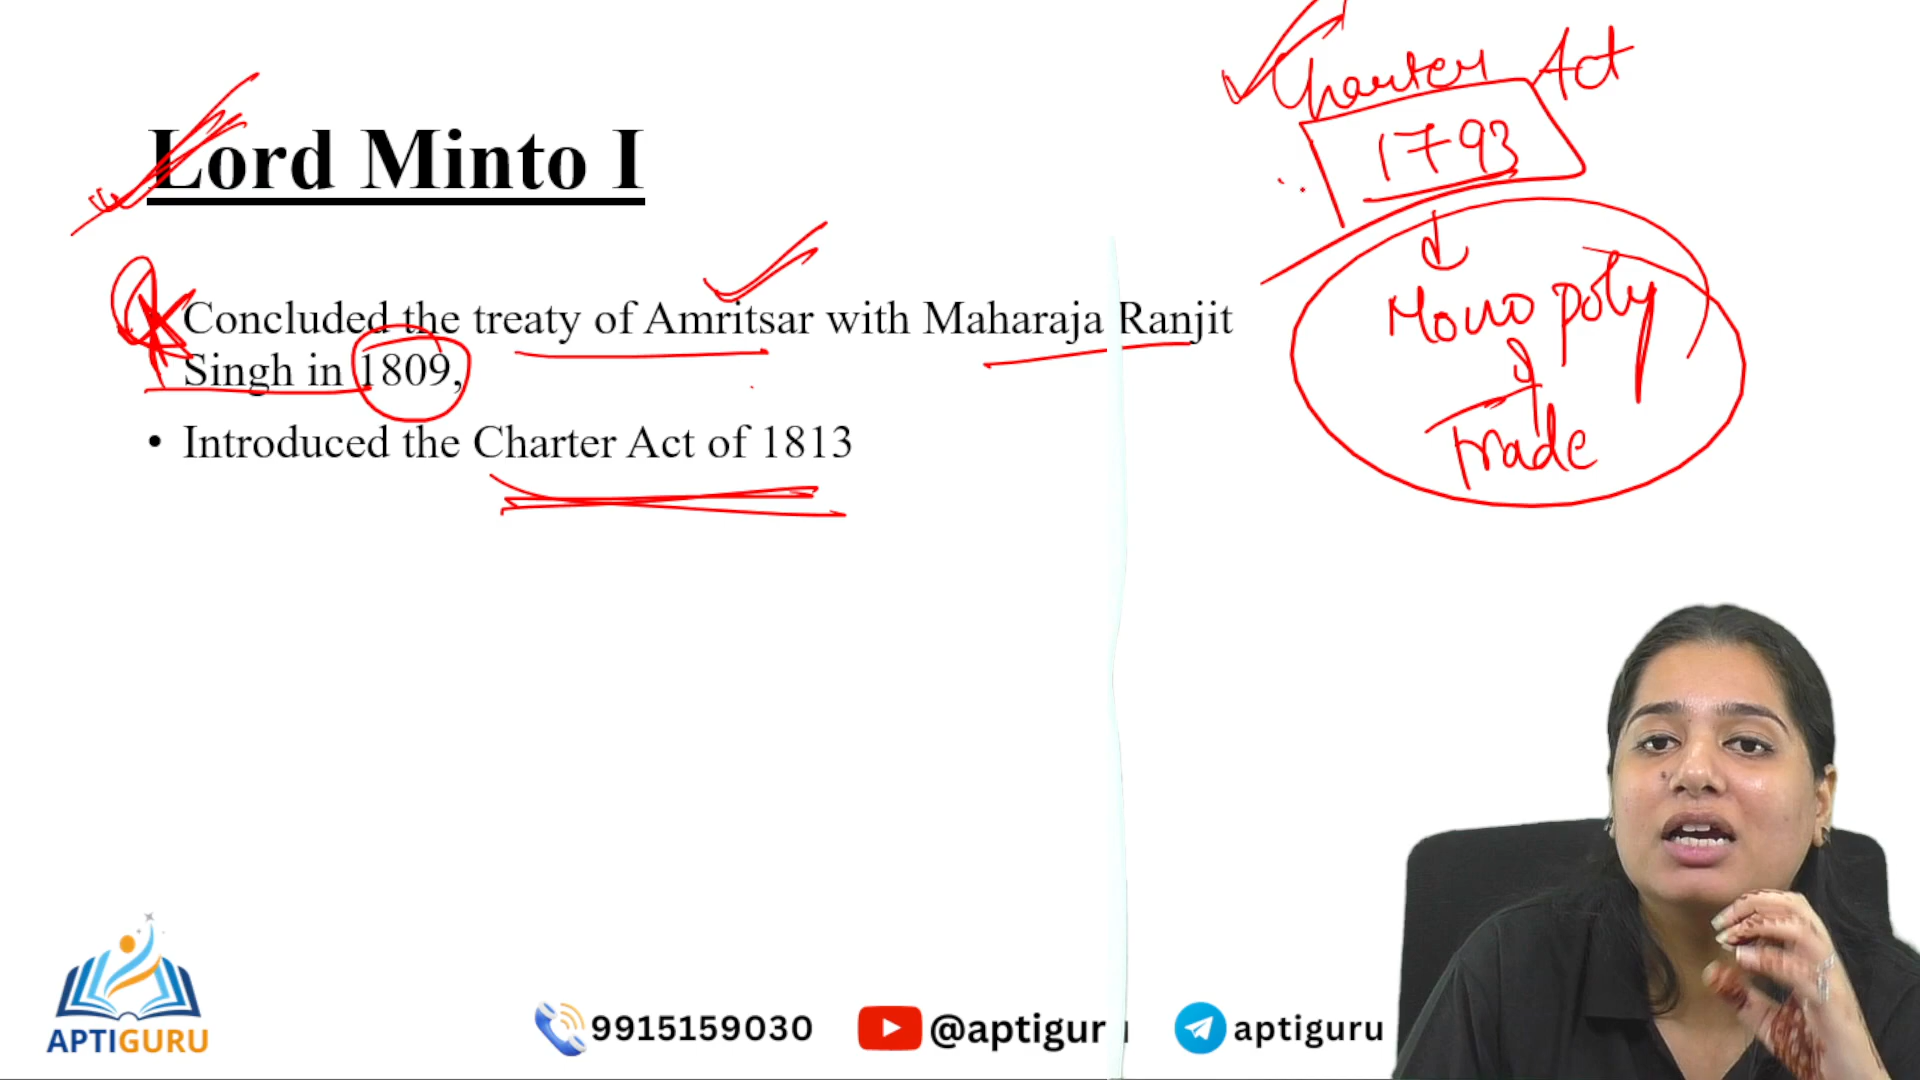 Charter Act
1793
Monopoly
of
Trade
Lord Minto I
Concluded the treaty of Amritsar with Maharaja Ranjit
Singh in 1809,
• Introduced the Charter Act of 1813
APTIGURU
9915159030
@aptigur
aptiguru